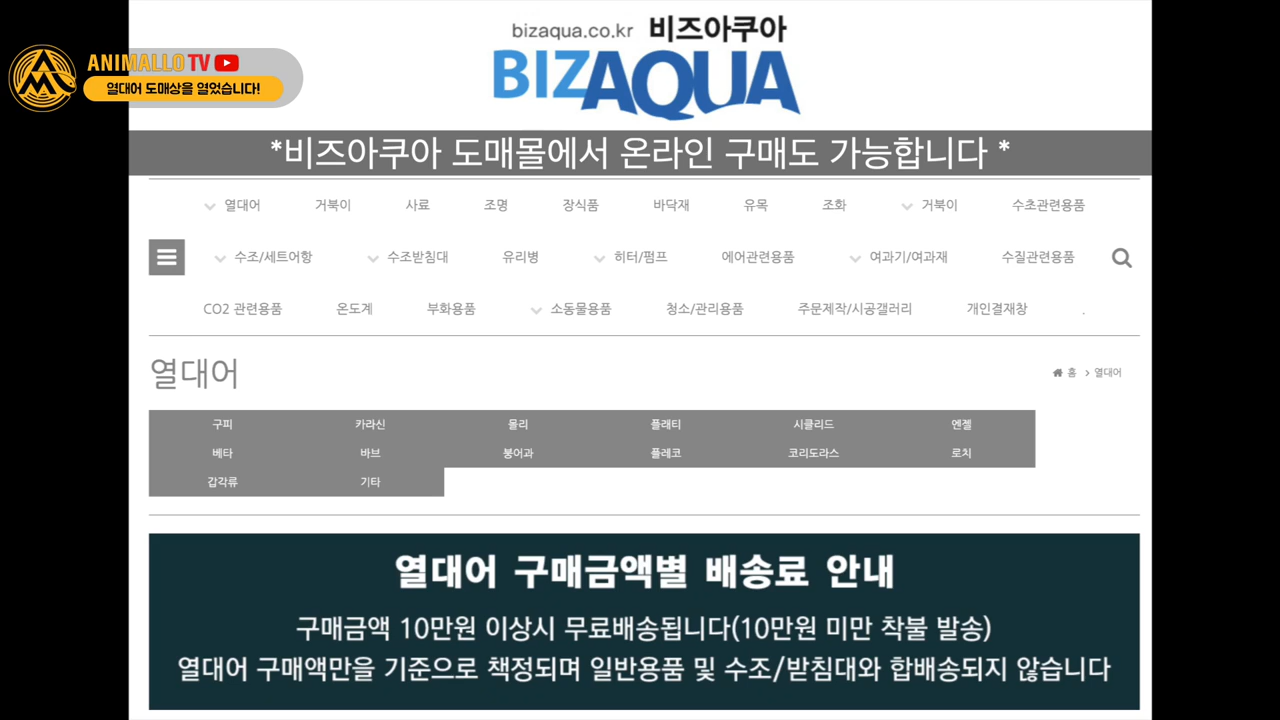 bizaqua.co.kr 비즈아쿠아
BIZAQUA
ANIMALLO TV
열대어 도매상을 열었습니다!
*비즈아쿠아 도매몰에서 온라인 구매도 가능합니다 *
열대어 거북이 사료 조명 장식품 바닥재 유목 조화 거북이 수초관련용품
수조/세트어항 수조받침대 유리병 히터/펌프 에어관련용품 여과기/여과재 수질관련용품
CO2 관련용품 온도계 부화용품 소동물용품 청소/관리용품 주문제작/시공갤러리 개인결재창 .
열대어
홈 > 열대어
구피 카라신 몰리 플래티 시클리드 엔젤
베타 바브 붕어과 플레코 코리도라스 로치
갑각류 기타
열대어 구매금액별 배송료 안내
구매금액 10만원 이상시 무료배송됩니다(10만원 미만 착불 발송)
열대어 구매액만을 기준으로 책정되며 일반용품 및 수조/받침대와 합배송되지 않습니다